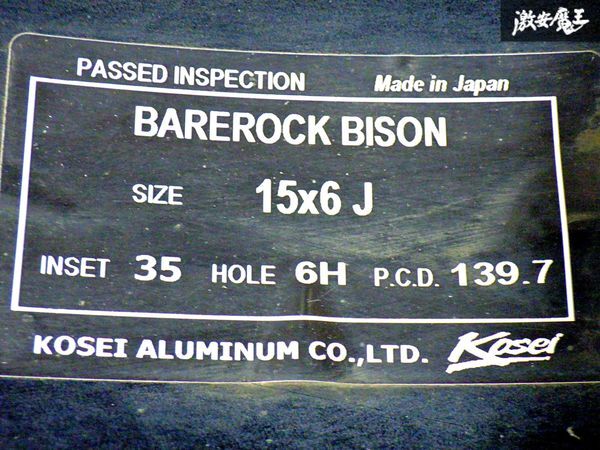 激安魔王
PASSED INSPECTION Made in Japan
BAREROCK BISON
SIZE 15x6 J
INSET 35 HOLE 6H P.C.D. 139.7
KOSEI ALUMINUM CO.,LTD. Kosei